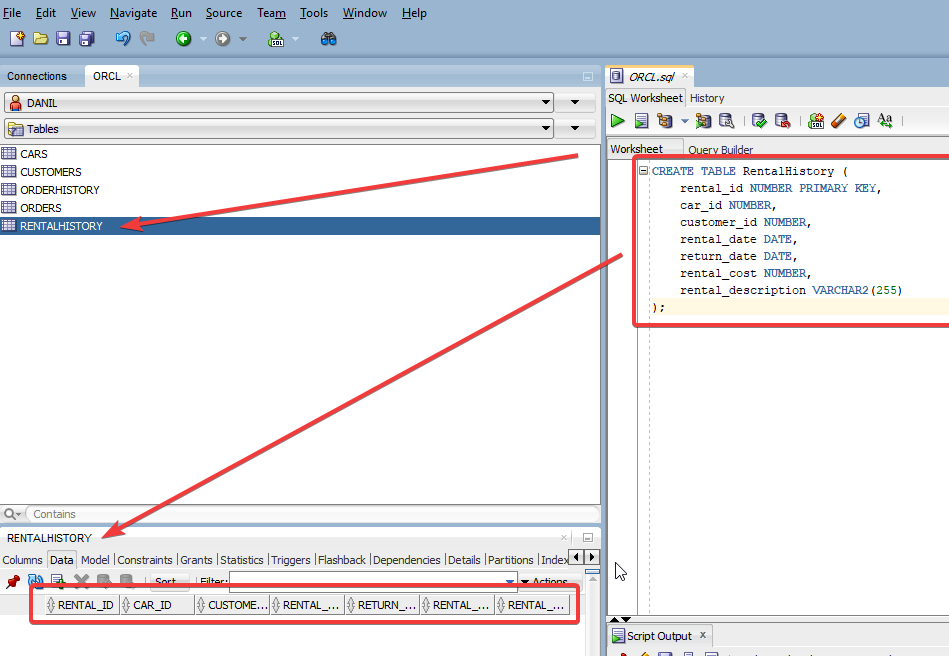 File Edit View Navigate Run Source Team Tools Window Help
Connections ORCL
DANIL
Tables
CARS
CUSTOMERS
ORDERHISTORY
ORDERS
RENTALHISTORY
Contains
RENTALHISTORY
Columns Data Model Constraints Grants Statistics Triggers Flashback Dependencies Details Partitions Index
Sort.. Filter: Actions...
RENTAL_ID CAR_ID CUSTOME... RENTAL_... RETURN_... RENTAL_... RENTAL_...
ORCL.sql
SQL Worksheet History
Worksheet Query Builder
CREATE TABLE RentalHistory (
rental_id NUMBER PRIMARY KEY,
car_id NUMBER,
customer_id NUMBER,
rental_date DATE,
return_date DATE,
rental_cost NUMBER,
rental_description VARCHAR2(255)
);
Script Output